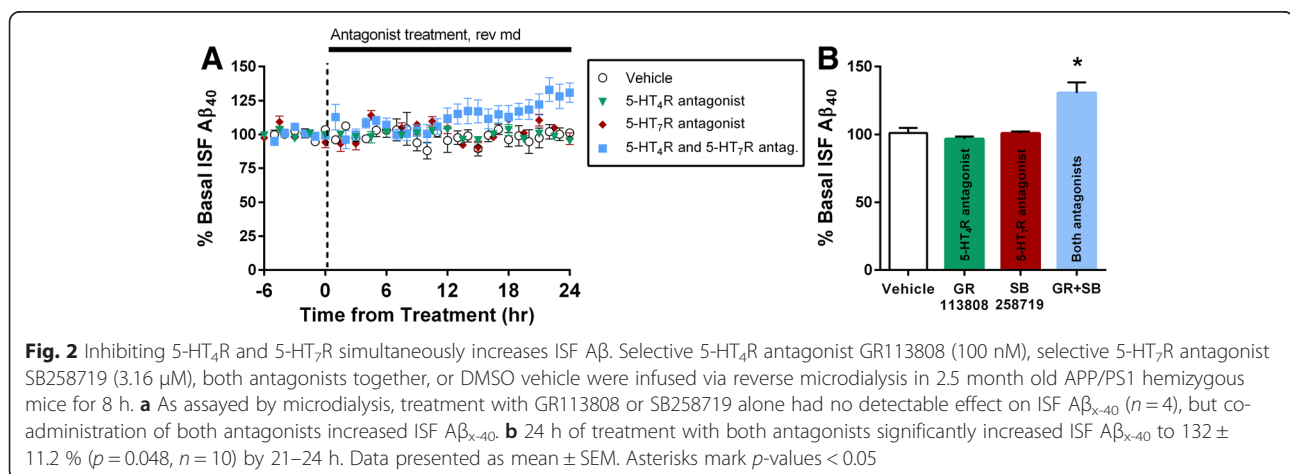 Antagonist treatment, rev md
A
% Basal ISF Aβ40
150
125
100
75
50
25
0
-6
0
6
12
18
24
Time from Treatment (hr)
Vehicle
5-HT4R antagonist
5-HT7R antagonist
5-HT4R and 5-HT7R antag.
B
% Basal ISF Aβ40
150
100
50
0
*
5-HT4R antagonist
5-HT7R antagonist
Both antagonists
Vehicle
GR
113808
SB
258719
GR+SB
Fig. 2 Inhibiting 5-HT4R and 5-HT7R simultaneously increases ISF Aβ. Selective 5-HT4R antagonist GR113808 (100 nM), selective 5-HT7R antagonist
SB258719 (3.16 μM), both antagonists together, or DMSO vehicle were infused via reverse microdialysis in 2.5 month old APP/PS1 hemizygous
mice for 8 h. a As assayed by microdialysis, treatment with GR113808 or SB258719 alone had no detectable effect on ISF Aβx-40 (n = 4), but co-
administration of both antagonists increased ISF Aβx-40. b 24 h of treatment with both antagonists significantly increased ISF Aβx-40 to 132 ±
11.2 % (p = 0.048, n = 10) by 21–24 h. Data presented as mean ± SEM. Asterisks mark p-values < 0.05